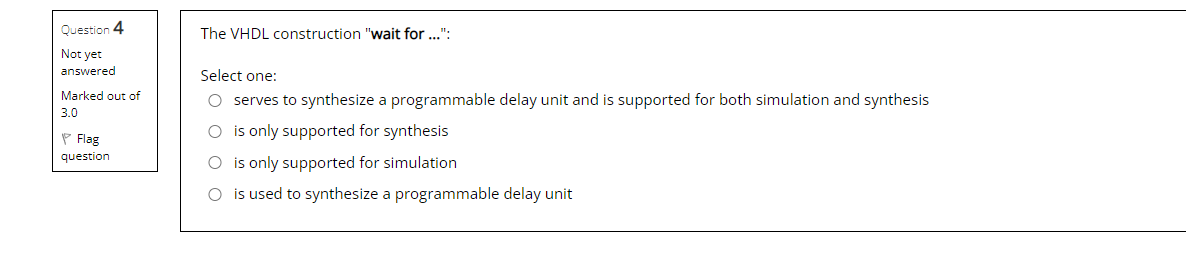 Question 4
Not yet
answered
Marked out of
3.0
Flag
question
The VHDL construction "wait for ...":
Select one:
serves to synthesize a programmable delay unit and is supported for both simulation and synthesis
is only supported for synthesis
is only supported for simulation
is used to synthesize a programmable delay unit